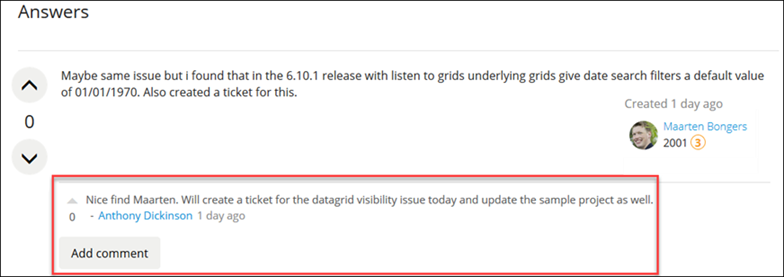 Answers
Maybe same issue but i found that in the 6.10.1 release with listen to grids underlying grids give date search filters a default value
of 01/01/1970. Also created a ticket for this.
Created 1 day ago
0
Maarten Bongers
2001 3
Nice find Maarten. Will create a ticket for the datagrid visibility issue today and update the sample project as well.
0
- Anthony Dickinson 1 day ago
Add comment